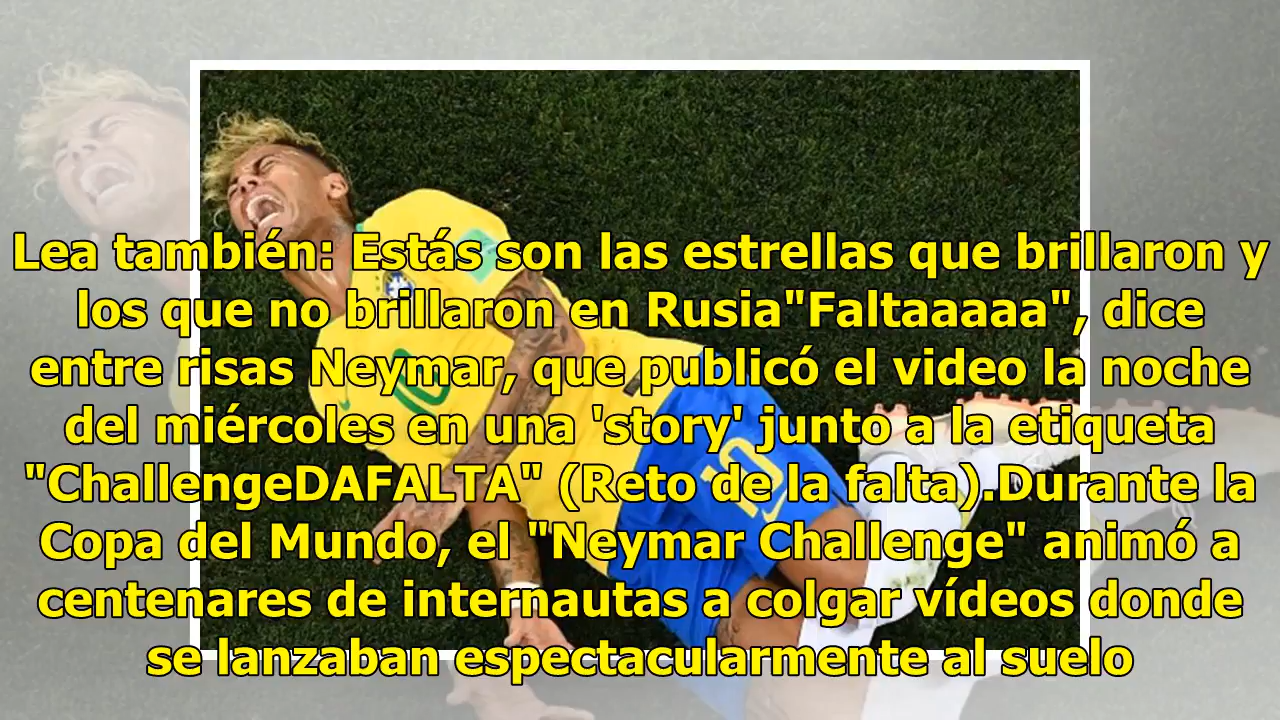 Lea también: Estás son las estrellas que brillaron y
los que no brillaron en Rusia"Faltaaaaa", dice
entre risas Neymar, que publicó el video la noche
del miércoles en una 'story' junto a la etiqueta
"ChallengeDAFALTA" (Reto de la falta).Durante la
Copa del Mundo, el "Neymar Challenge" animó a
centenares de internautas a colgar vídeos donde
se lanzaban espectacularmente al suelo
10
10